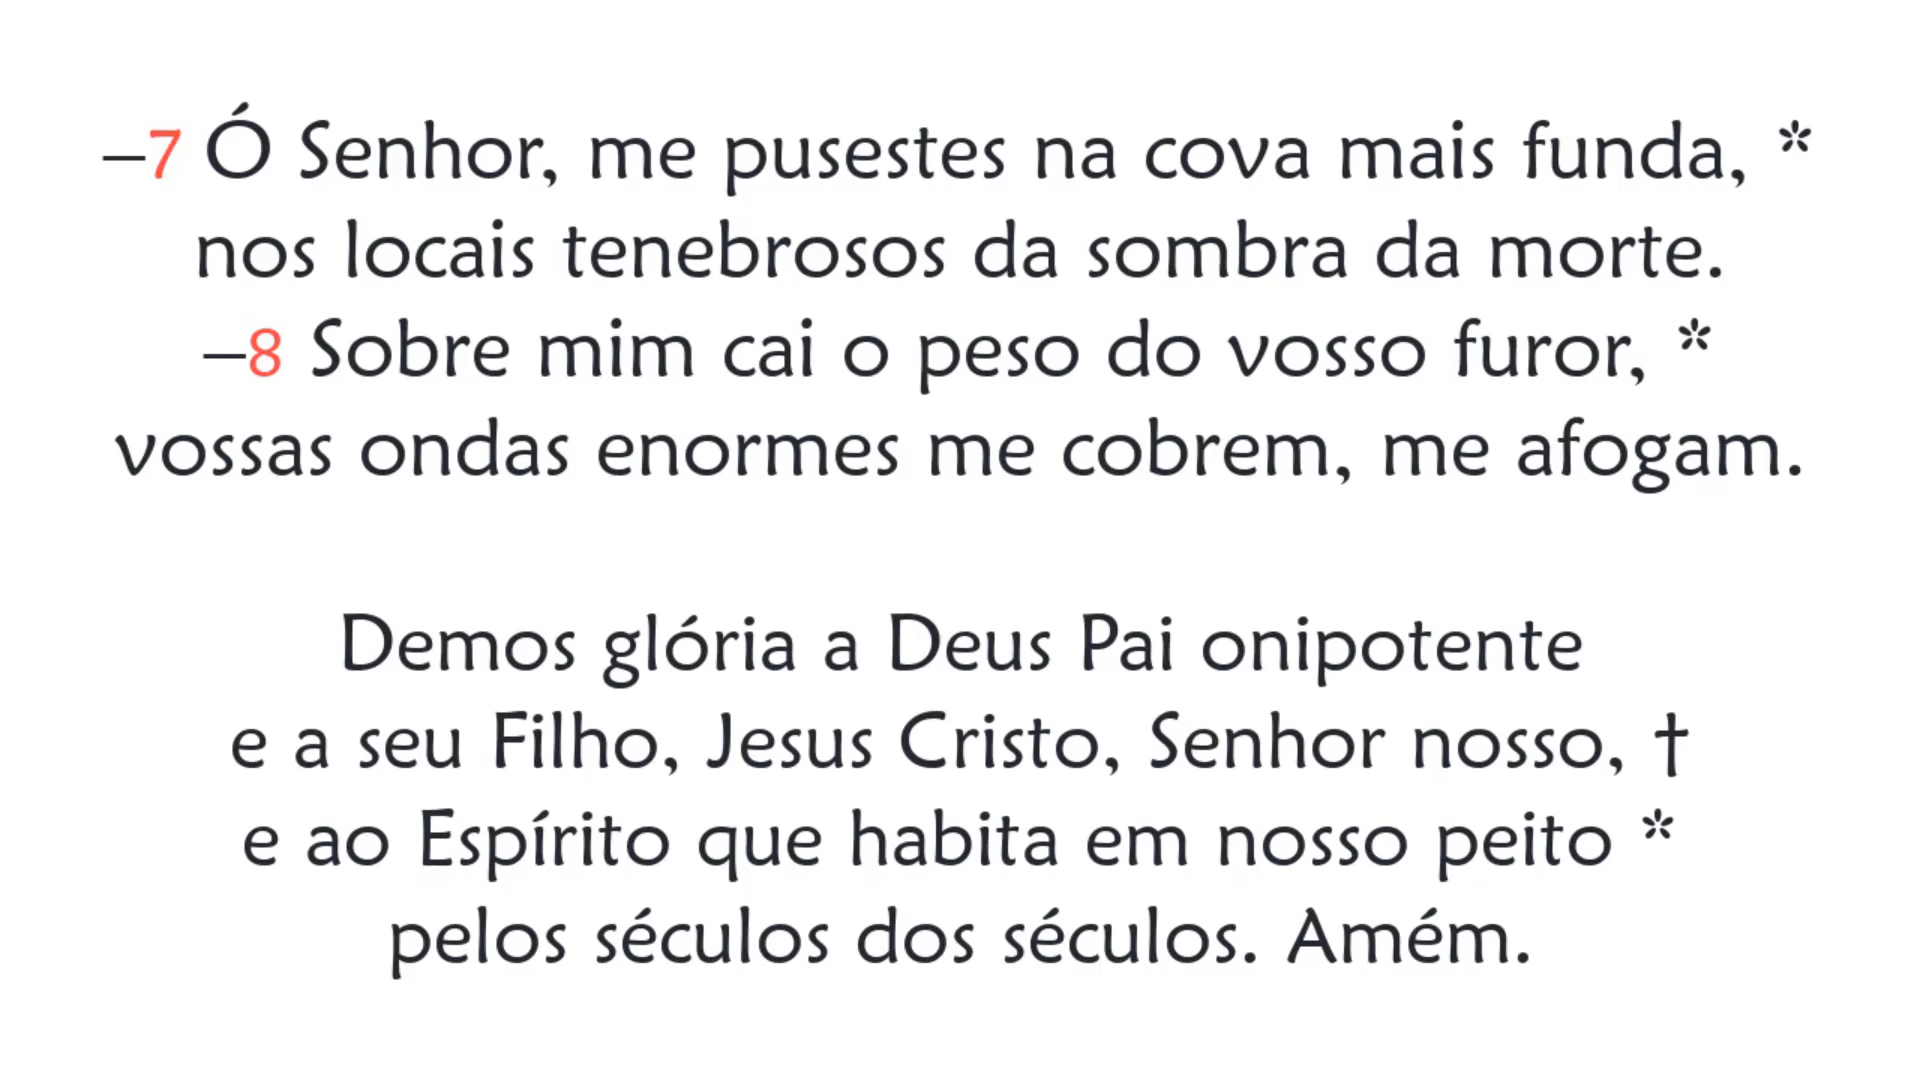 –7 Ó Senhor, me pusestes na cova mais funda, *
nos locais tenebrosos da sombra da morte.
–8 Sobre mim cai o peso do vosso furor, *
vossas ondas enormes me cobrem, me afogam.
Demos glória a Deus Pai onipotente
e a seu Filho, Jesus Cristo, Senhor nosso, †
e ao Espírito que habita em nosso peito *
pelos séculos dos séculos. Amém.